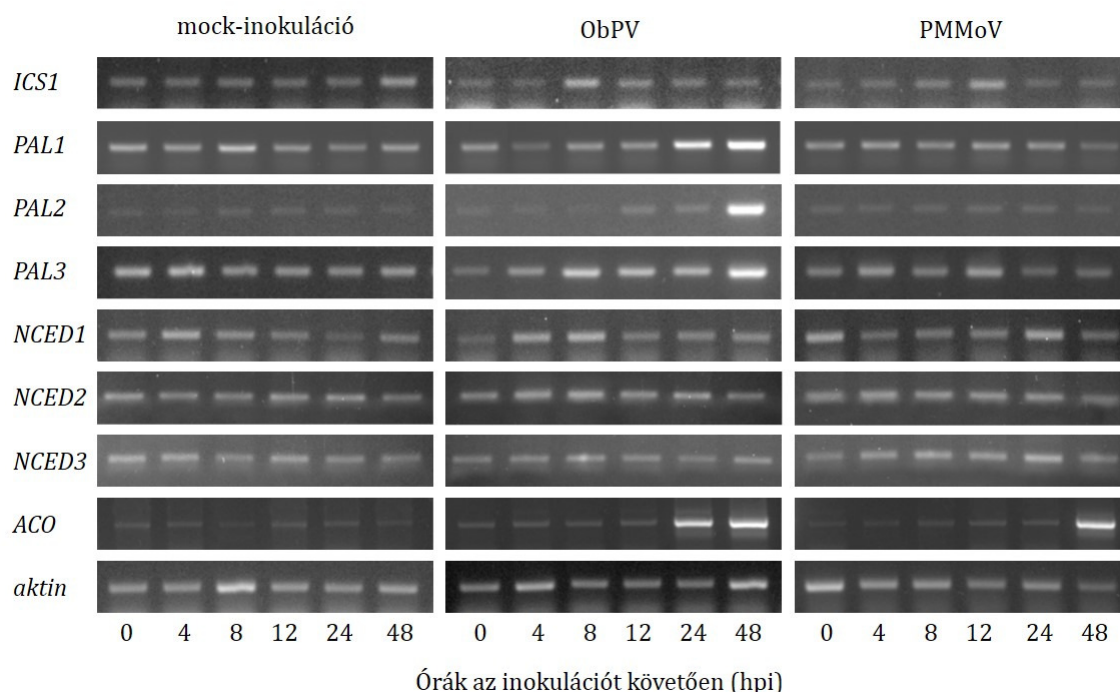 mock-inokuláció ObPV PMMoV
ICS1
PAL1
PAL2
PAL3
NCED1
NCED2
NCED3
ACO
aktin
0 4 8 12 24 48 0 4 8 12 24 48 0 4 8 12 24 48
Órák az inokulációt követően (hpi)